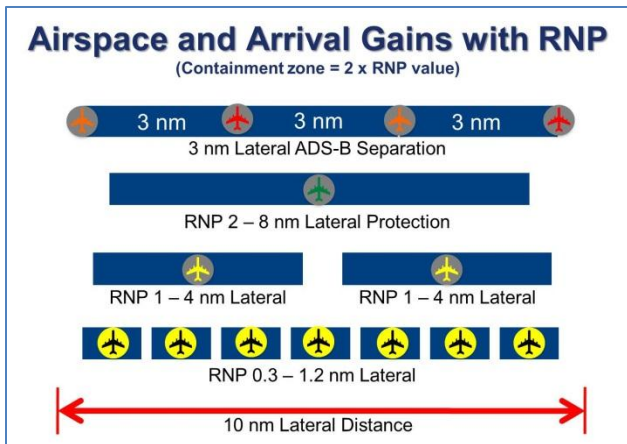 Airspace and Arrival Gains with RNP
(Containment zone = 2 x RNP value)
3 nm 3 nm 3 nm
3 nm Lateral ADS-B Separation
RNP 2 – 8 nm Lateral Protection
RNP 1 – 4 nm Lateral RNP 1 – 4 nm Lateral
RNP 0.3 – 1.2 nm Lateral
10 nm Lateral Distance